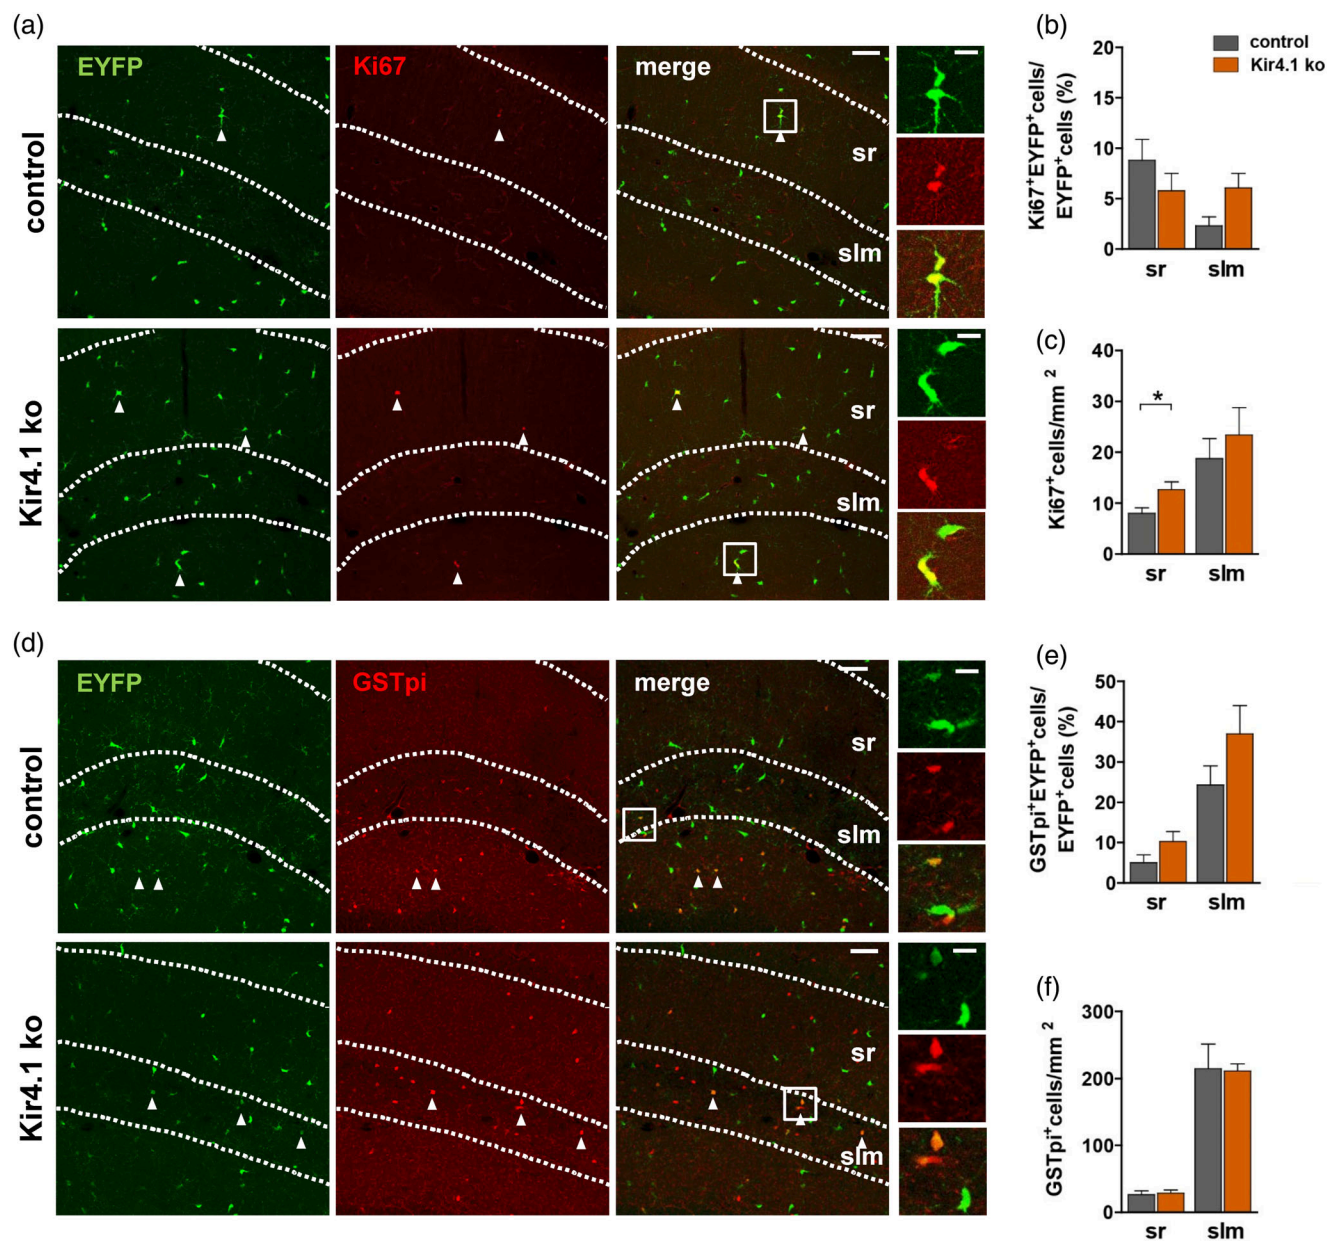 (a)
EYFP
Ki67
merge
control
sr
slm
Kir4.1 ko
sr
slm
(b)
control
Kir4.1 ko
Ki67⁺EYFP⁺cells/
EYFP⁺cells (%)
20
15
10
5
0
sr slm
(c)
Ki67⁺cells/mm²
40
30
20
10
0
*
sr slm
(d)
EYFP
GSTpi
merge
control
sr
slm
Kir4.1 ko
sr
slm
(e)
GSTpi⁺EYFP⁺cells/
EYFP⁺cells (%)
50
40
30
20
10
0
sr slm
(f)
GSTpi⁺cells/mm²
300
200
100
0
sr slm